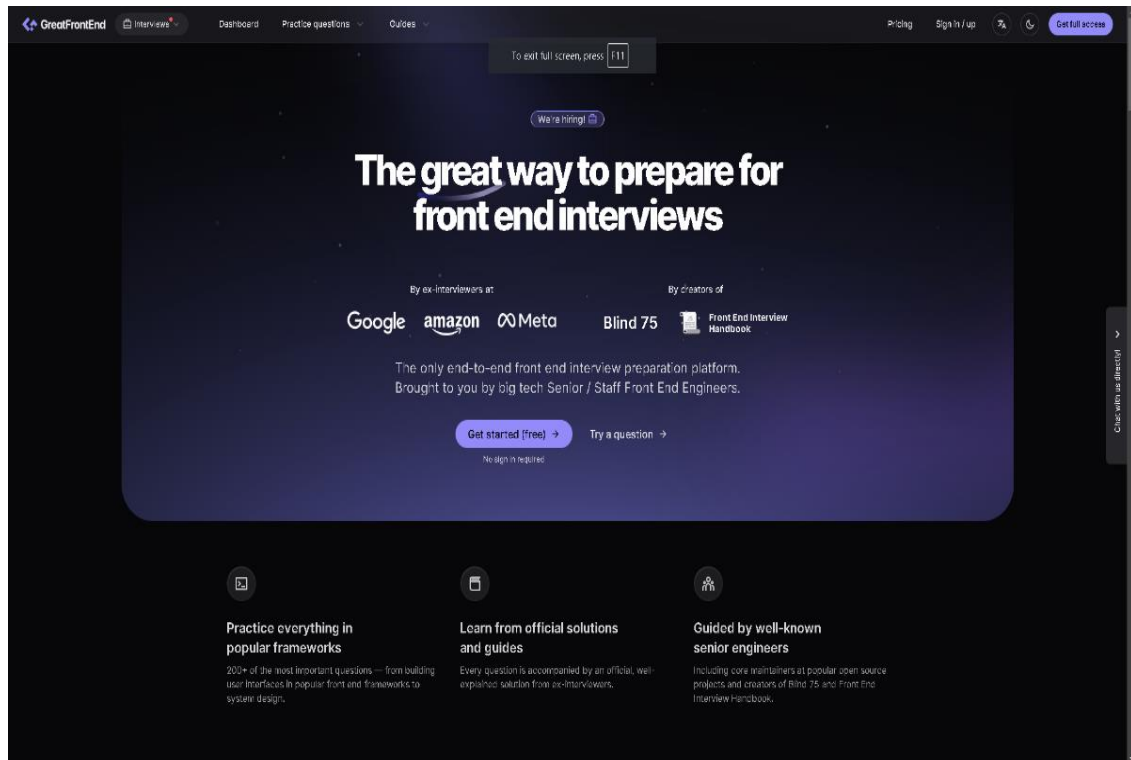 GreatFrontEnd Interviews Dashboard Practice questions Guides Pricing Sign in / up Get full access
To exit full screen, press F11
We're hiring!
The great way to prepare for
front end interviews
By ex-interviewers at
By creators of
Google amazon Meta Blind 75 Front End Interview
Handbook
The only end-to-end front end interview preparation platform.
Brought to you by big tech Senior / Staff Front End Engineers.
Get started (free) → Try a question →
No sign in required
Chat with us directly!
Practice everything in
popular frameworks
200+ of the most important questions — from building
user interfaces in popular front end frameworks to
system design.
Learn from official solutions
and guides
Every question is accompanied by an official, well-
explained solution from ex-interviewers.
Guided by well-known
senior engineers
Including core maintainers at popular open source
projects and creators of Blind 75 and Front End
Interview Handbook.